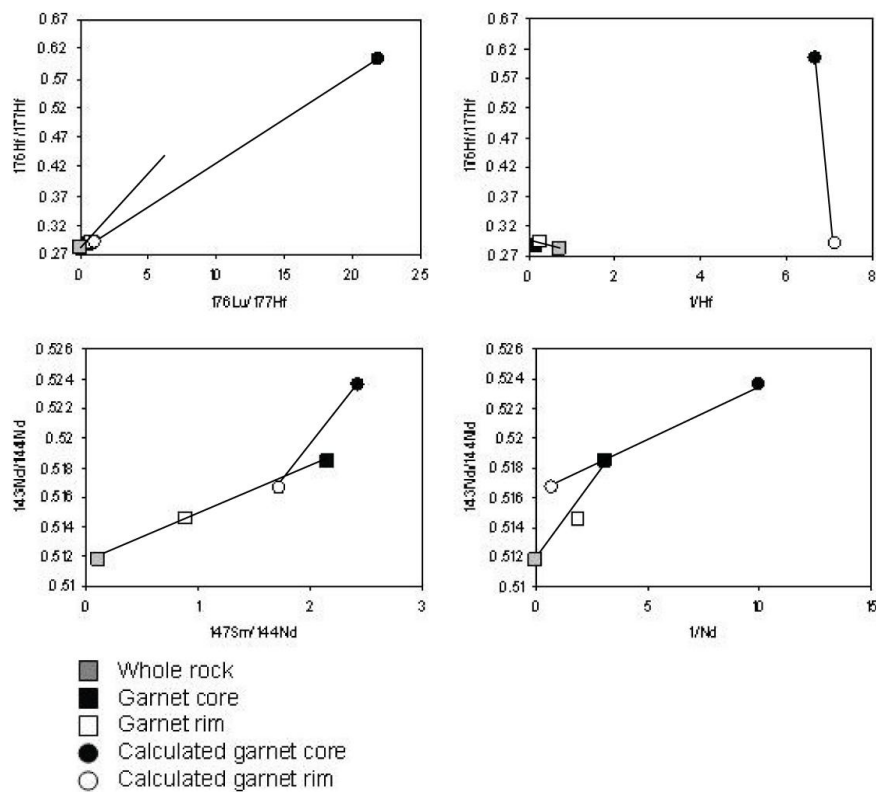 0.67
0.62
0.57
0.52
0.47
0.42
0.37
0.32
0.27
176Hf/177Hf
0 5 10 15 20 25
176Lu/177Hf
0.67
0.62
0.57
0.52
0.47
0.42
0.37
0.32
0.27
176Hf/177Hf
0 2 4 6 8
1/Hf
0.526
0.524
0.522
0.52
0.518
0.516
0.514
0.512
0.51
143Nd/144Nd
0 1 2 3
147Sm/144Nd
0.526
0.524
0.522
0.52
0.518
0.516
0.514
0.512
0.51
143Nd/144Nd
0 5 10 15
1/Nd
Whole rock
Garnet core
Garnet rim
Calculated garnet core
Calculated garnet rim